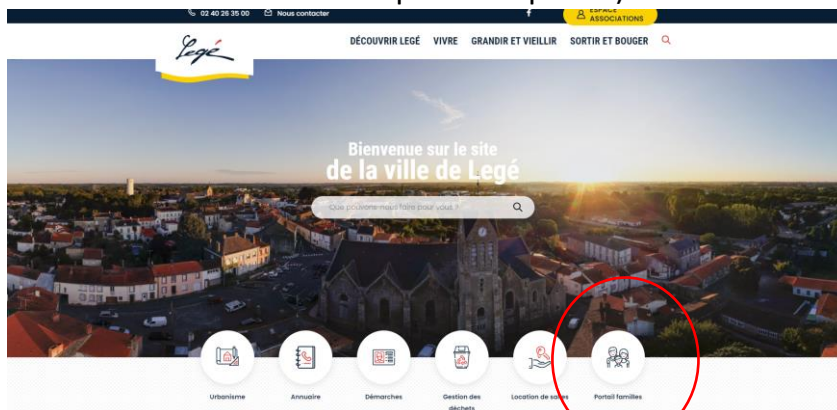 02 40 26 35 00 Nous contacter
ESPACE
ASSOCIATIONS
Legé
DÉCOUVRIR LEGÉ VIVRE GRANDIR ET VIEILLIR SORTIR ET BOUGER
Bienvenue sur le site
de la ville de Legé
Que pouvons-nous faire pour vous ?
Urbanisme Annuaire Démarches Gestion des déchets Location de salles Portail familles